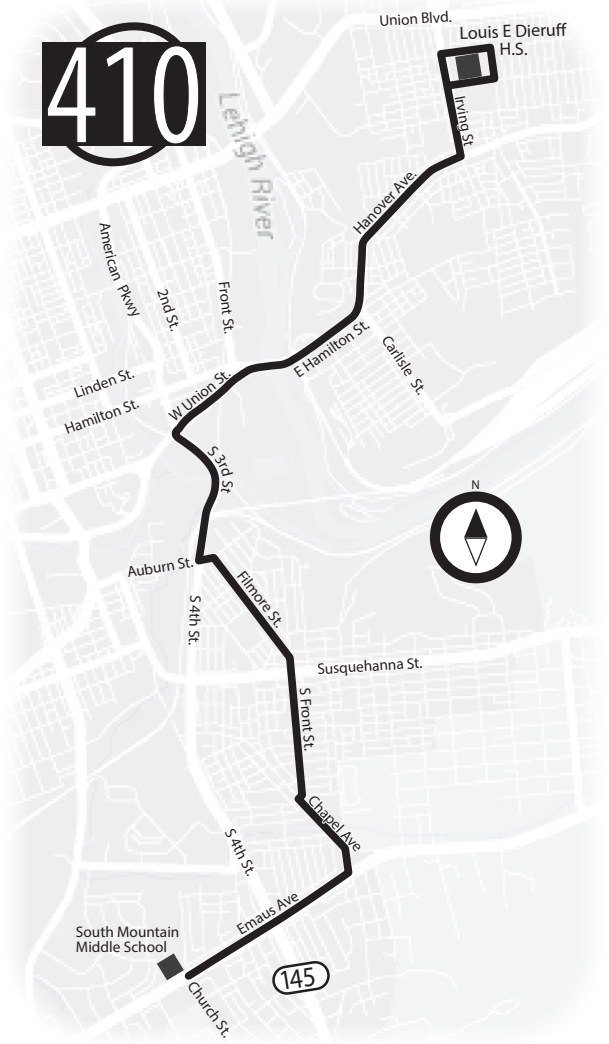 Union Blvd.
Louis E Dieruff
H.S.
410
Irving St
Lehigh River
Hanover Ave.
American Pkwy
2nd St.
Front St.
E Hamilton St.
Carlisle St.
Linden St.
Hamilton St.
W Union St.
S 3rd St
N
Auburn St.
Filmore St.
S 4th St.
Susquehanna St.
S Front St.
Chapel Ave
S 4th St.
Emaus Ave
South Mountain
Middle School
145
Church St.